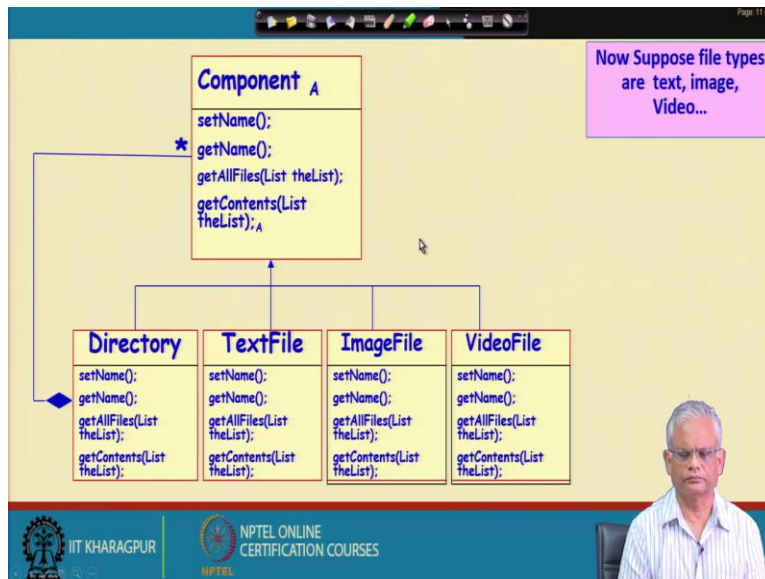 Page: 11
Now Suppose file types
are text, image,
Video...
Component A
setName();
*
getName();
getAllFiles(List theList);
getContents(List
theList);A
Directory
setName();
getName();
getAllFiles(List
theList);
getContents(List
theList);
TextFile
setName();
getName();
getAllFiles(List
theList);
getContents(List
theList);
ImageFile
setName();
getName();
getAllFiles(List
theList);
getContents(List
theList);
VideoFile
setName();
getName();
getAllFiles(List
theList);
getContents(List
theList);
IIT KHARAGPUR
NPTEL
NPTEL ONLINE
CERTIFICATION COURSES